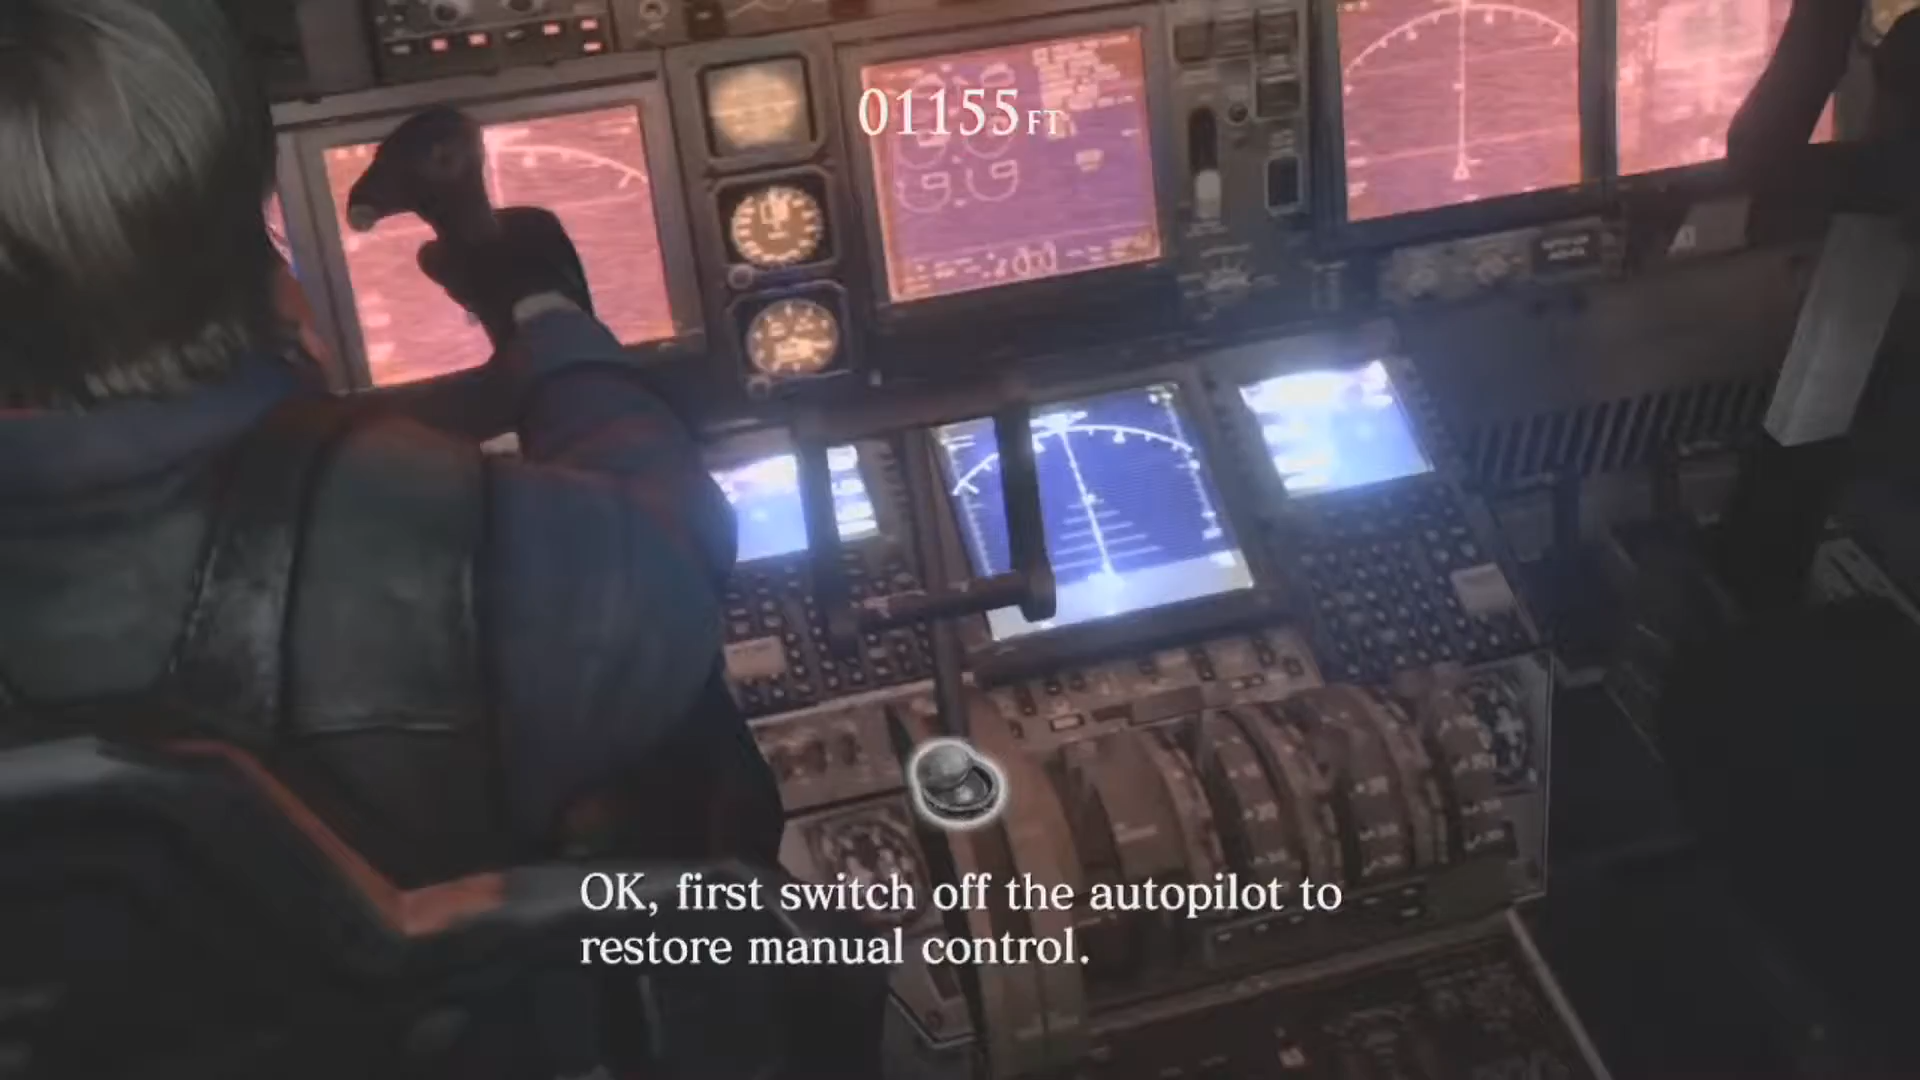 01155FT
OK, first switch off the autopilot to
restore manual control.